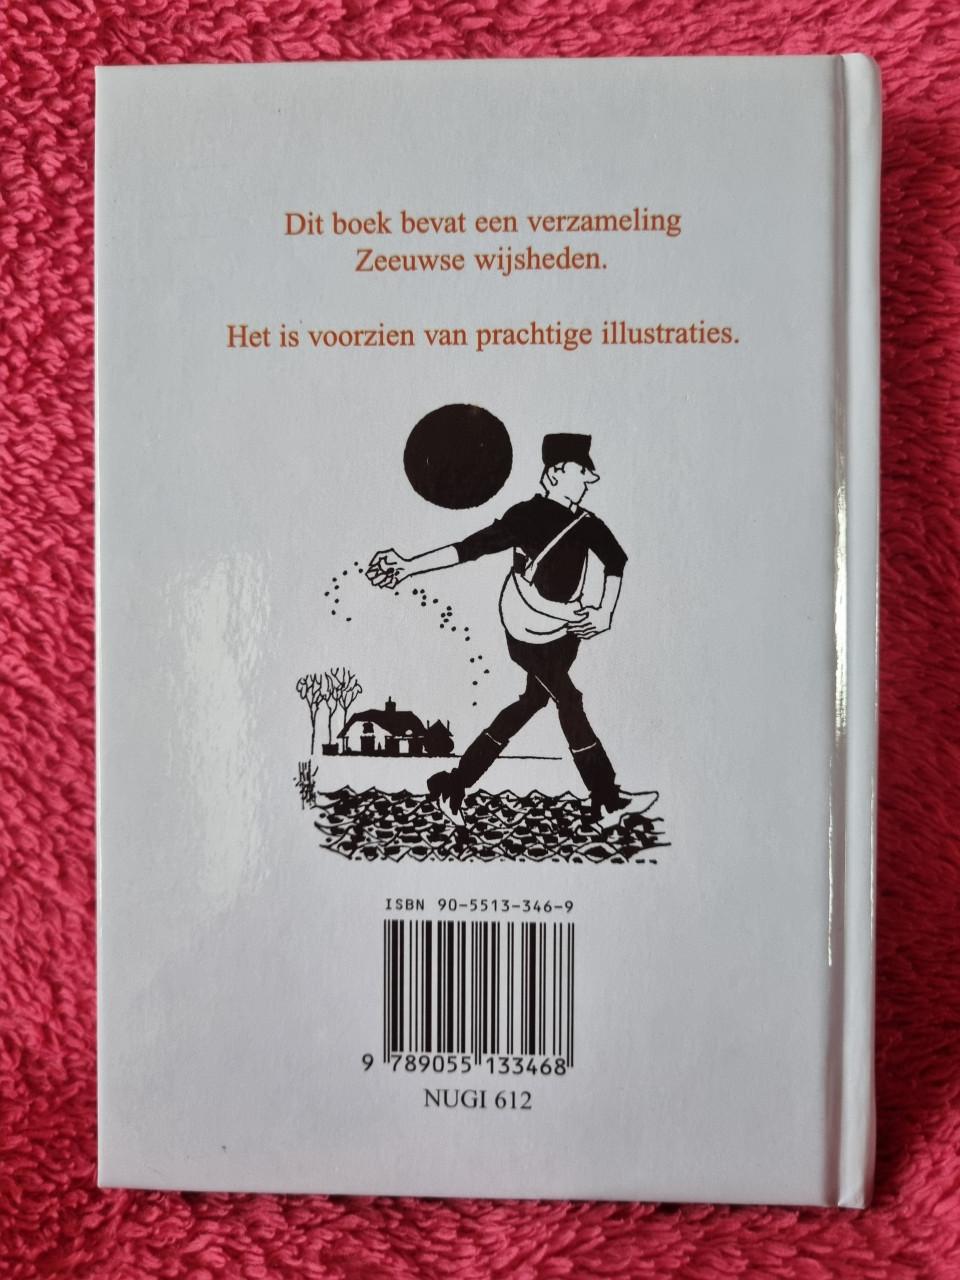 Dit boek bevat een verzameling
Zeeuwse wijsheden.
Het is voorzien van prachtige illustraties.
ISBN 90-5513-346-9
9 789055 133468
NUGI 612